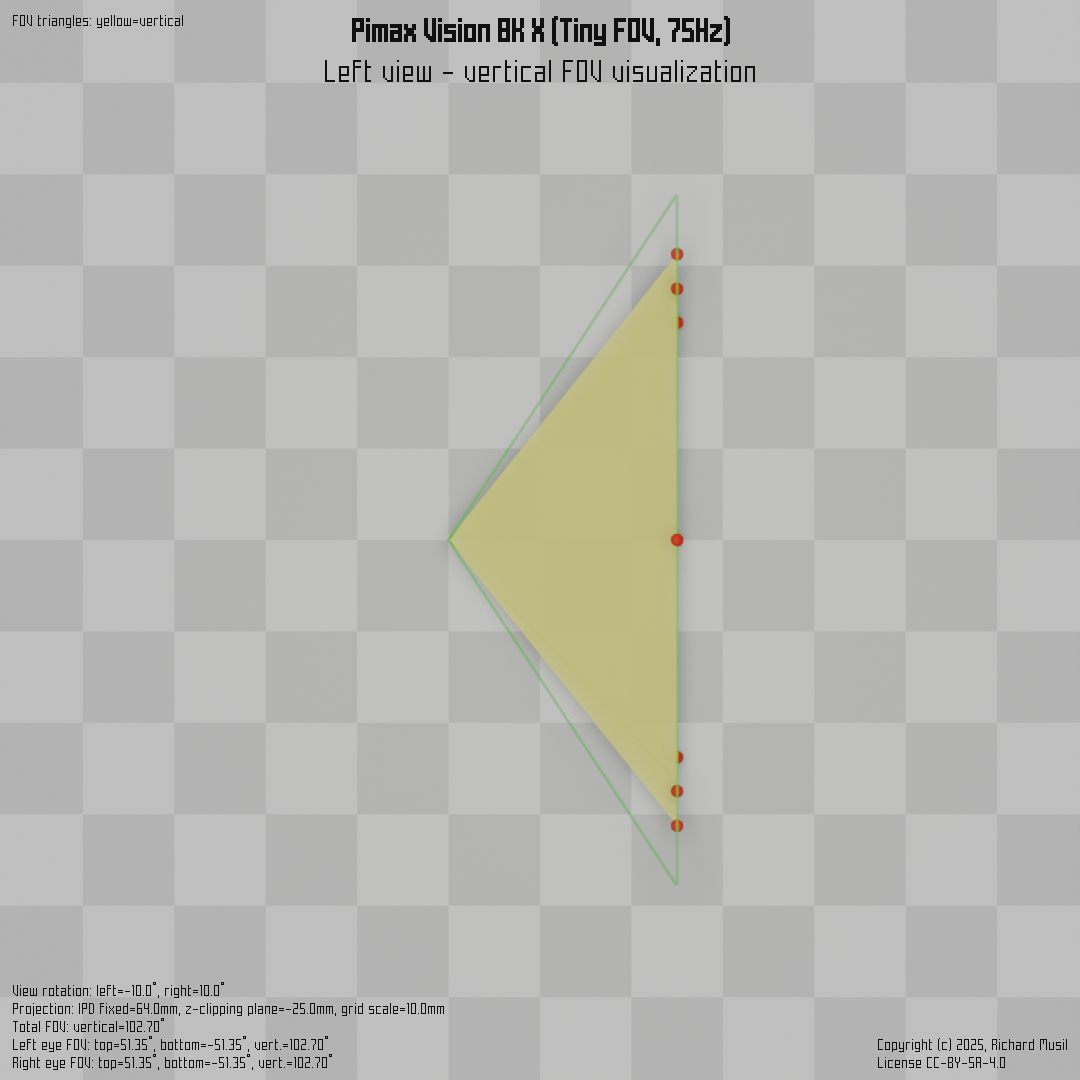 FOV triangles: yellow=vertical
Pimax Vision 8K X (Tiny FOV, 75Hz)
Left view - vertical FOV visualization
View rotation: left=-10.0°, right=10.0°
Projection: IPD fixed=64.0mm, z-clipping plane=-25.0mm, grid scale=10.0mm
Total FOV: vertical=102.70°
Left eye FOV: top=51.35°, bottom=-51.35°, vert.=102.70°
Right eye FOV: top=51.35°, bottom=-51.35°, vert.=102.70°
Copyright (c) 2025, Richard Musil
License CC-BY-SA-4.0